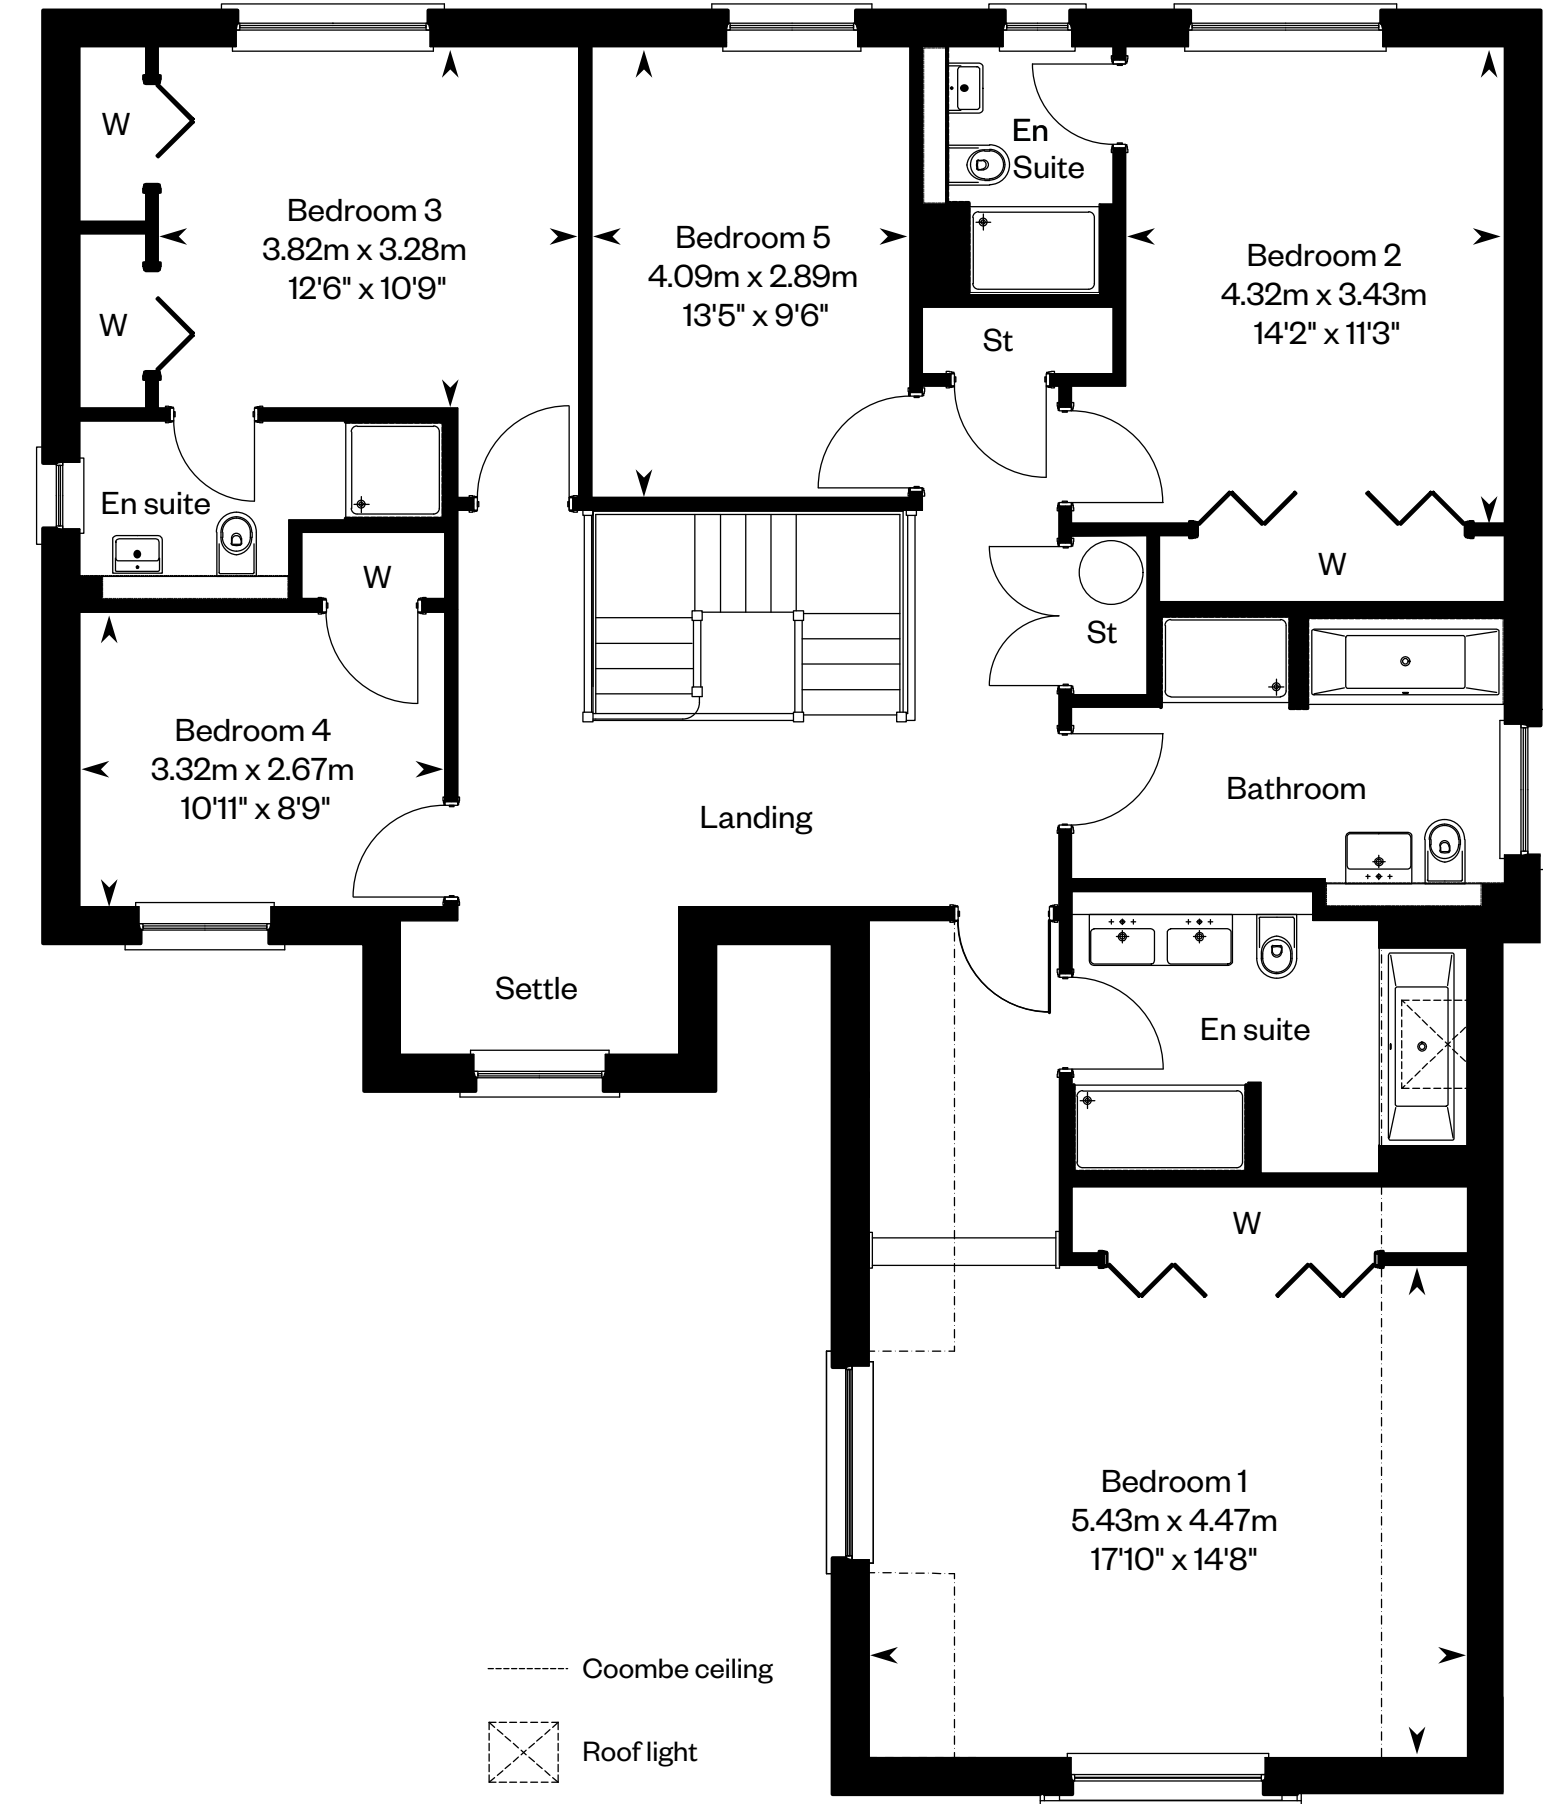 W
Bedroom 3
3.82m x 3.28m
12'6" x 10'9"
W
Bedroom 5
4.09m x 2.89m
13'5" x 9'6"
En
Suite
Bedroom 2
4.32m x 3.43m
14'2" x 11'3"
St
En suite
W
W
St
Bedroom 4
3.32m x 2.67m
10'11" x 8'9"
Landing
Bathroom
Settle
En suite
W
Bedroom 1
5.43m x 4.47m
17'10" x 14'8"
Coombe ceiling
Roof light